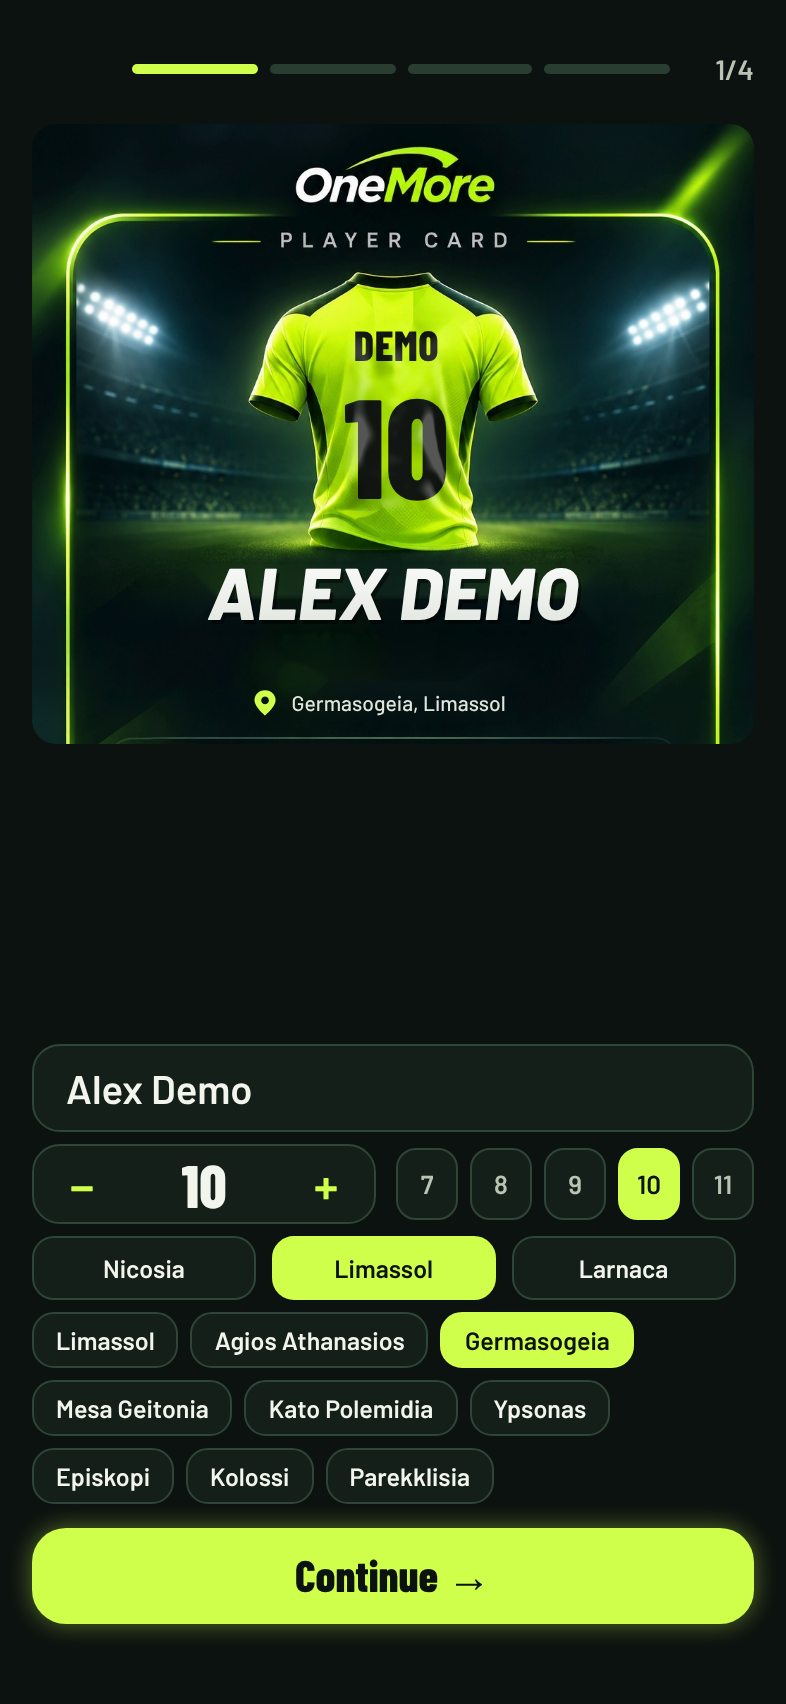 1/4
OneMore
PLAYER CARD
DEMO
10
ALEX DEMO
Germasogeia, Limassol
Alex Demo
− 10 + 7 8 9 10 11
Nicosia Limassol Larnaca
Limassol Agios Athanasios Germasogeia
Mesa Geitonia Kato Polemidia Ypsonas
Episkopi Kolossi Parekklisia
Continue →